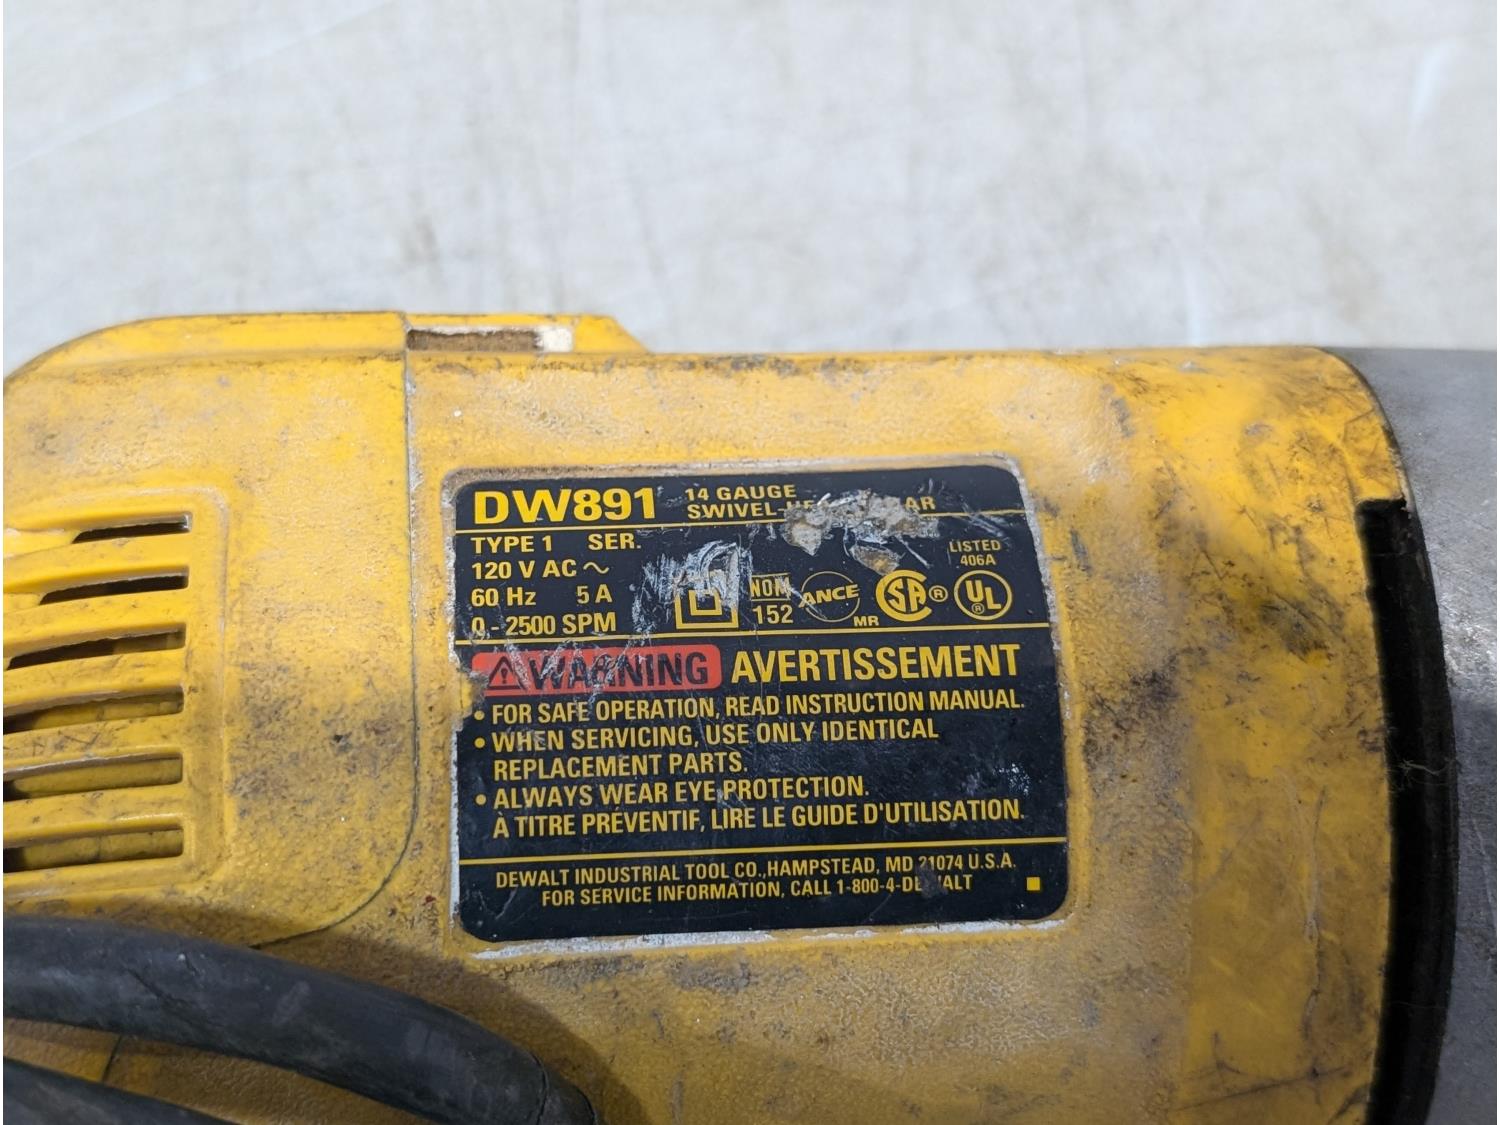 DW891 14 GAUGE
SWIVEL-
TYPE 1 SER.
120 V AC ~
60 Hz 5 A
0 - 2500 SPM
NOM
152
ANCE
MR
SA ®
LISTED
406A
UL
®
WARNING AVERTISSEMENT
• FOR SAFE OPERATION, READ INSTRUCTION MANUAL.
• WHEN SERVICING, USE ONLY IDENTICAL
REPLACEMENT PARTS.
• ALWAYS WEAR EYE PROTECTION.
À TITRE PRÉVENTIF, LIRE LE GUIDE D'UTILISATION.
DEWALT INDUSTRIAL TOOL CO., HAMPSTEAD, MD 21074 U.S.A.
FOR SERVICE INFORMATION, CALL 1-800-4-DEWALT